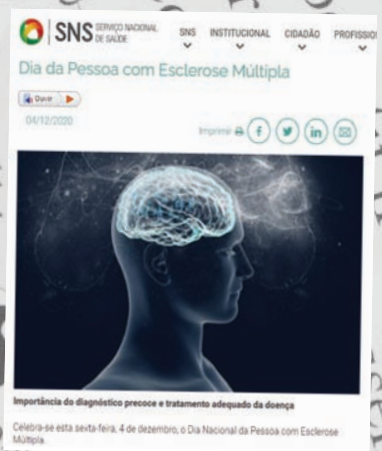 SNS SERVIÇO NACIONAL DE SAÚDE
SNS INSTITUCIONAL CIDADÃO PROFISSIO
Dia da Pessoa com Esclerose Múltipla
Ouvir
04/12/2020
Imprimir
Importância do diagnóstico precoce e tratamento adequado da doença
Celebra-se esta sexta-feira, 4 de dezembro, o Dia Nacional da Pessoa com Esclerose
Múltipla.